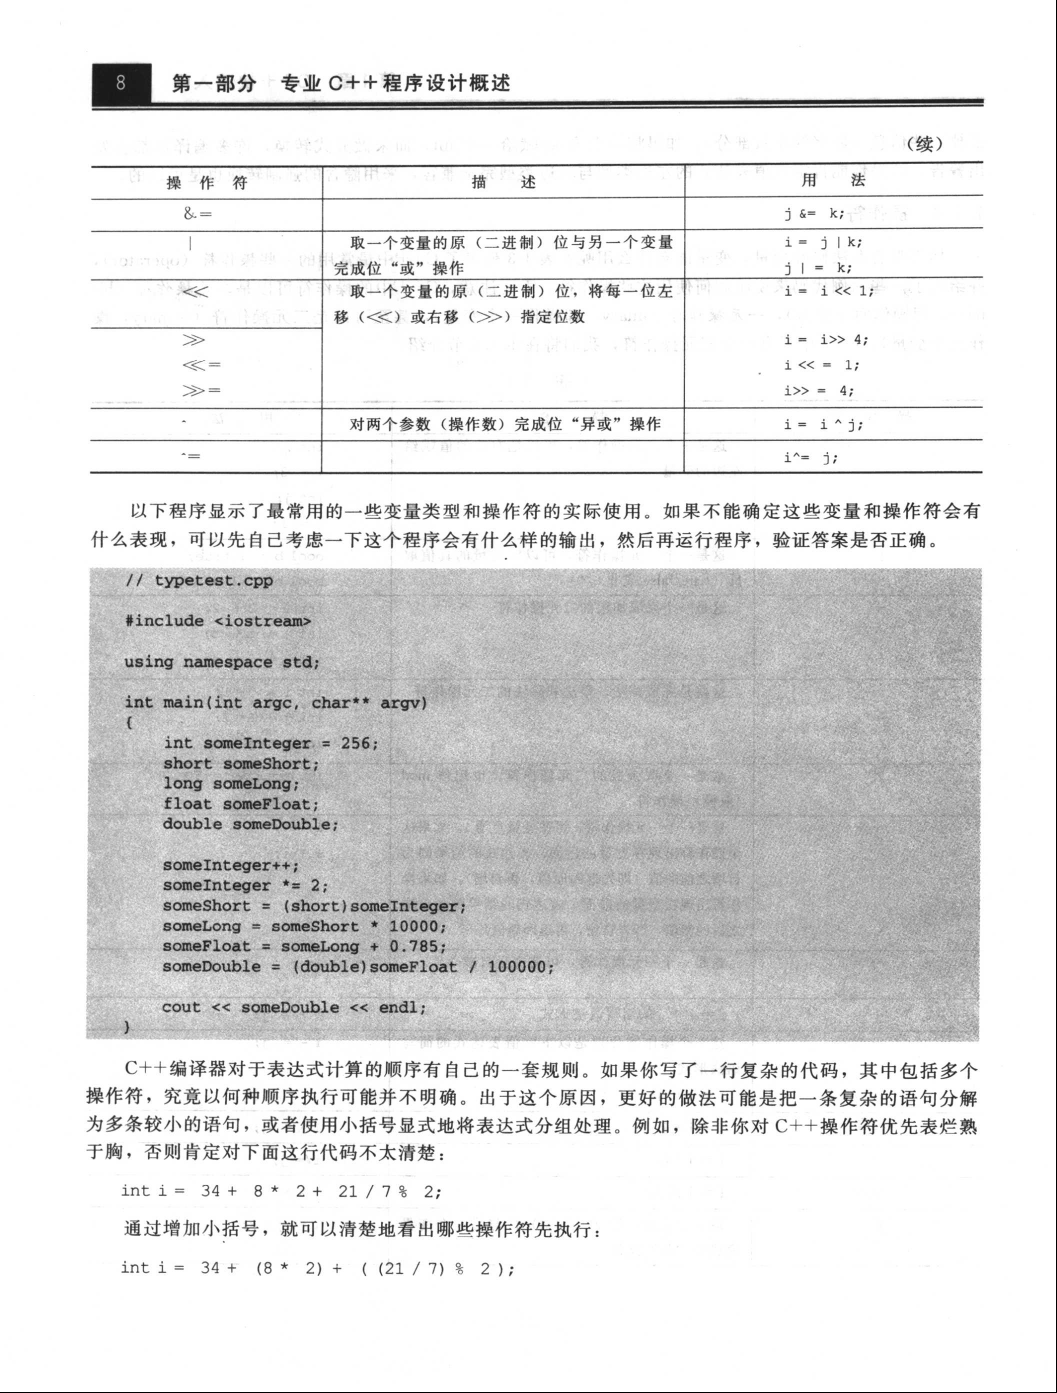 8 第一部分 专业 C++程序设计概述
(续)
操 作 符 描 述 用 法
&= j &= k;
| 取一个变量的原（二进制）位与另一个变量 i = j | k;
完成位“或”操作 j | = k;
<< 取一个变量的原（二进制）位，将每一位左 i = i << 1;
移（<<）或右移（>>）指定位数
>> i = i>> 4;
<<= i << = 1;
>>= i>> = 4;
^ 对两个参数（操作数）完成位“异或”操作 i = i ^ j;
^= i^= j;
以下程序显示了最常用的一些变量类型和操作符的实际使用。如果不能确定这些变量和操作符会有
什么表现，可以先自己考虑一下这个程序会有什么样的输出，然后再运行程序，验证答案是否正确。
// typetest.cpp
#include <iostream>
using namespace std;
int main(int argc, char** argv)
{
int someInteger = 256;
short someShort;
long someLong;
float someFloat;
double someDouble;
someInteger++;
someInteger *= 2;
someShort = (short)someInteger;
someLong = someShort * 10000;
someFloat = someLong + 0.785;
someDouble = (double)someFloat / 100000;
cout << someDouble << endl;
}
C++编译器对于表达式计算的顺序有自己的一套规则。如果你写了一行复杂的代码，其中包括多个
操作符，究竟以何种顺序执行可能并不明确。出于这个原因，更好的做法可能是把一条复杂的语句分解
为多条较小的语句，或者使用小括号显式地将表达式分组处理。例如，除非你对 C++操作符优先表烂熟
于胸，否则肯定对下面这行代码不太清楚：
int i = 34 + 8 * 2 + 21 / 7 % 2;
通过增加小括号，就可以清楚地看出哪些操作符先执行：
int i = 34 + (8 * 2) + ( (21 / 7) % 2 );